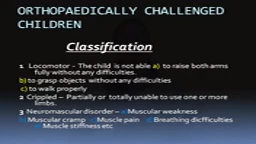 ORTHOPAEDICALLY CHALLENGED
CHILDREN
Classification
1 Locomotor – The child is not able a) to raise both arms
fully without any difficulties.
b) to grasp objects without any difficulties
c) to walk properly
2 Crippled – Partially or totally unable to use one or more
limbs.
3 Neuromascular disorder – Muscle weakness
Muscular cramp Muscle pain Breathing dicfficulties
Muscle stiffness etc